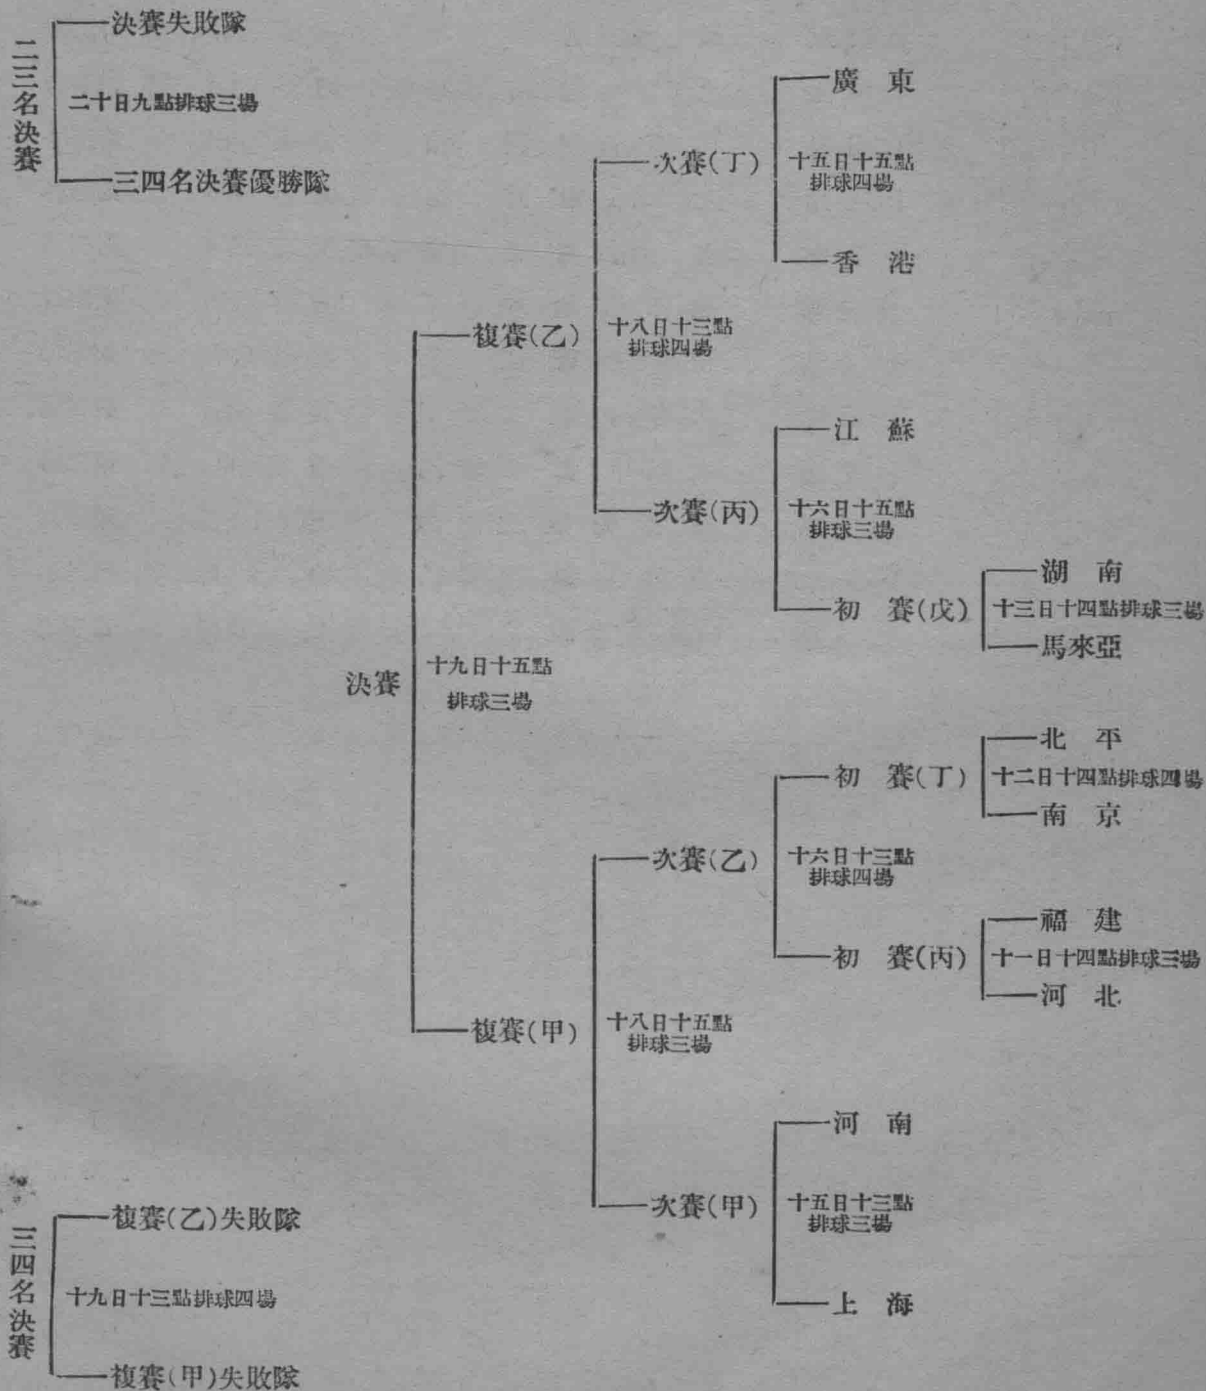 二三名決賽
決賽失敗隊
二十日九點排球三場
三四名決賽優勝隊
決賽
十九日十五點
排球三場
複賽(乙)
十八日十三點
排球四場
次賽(丁)
廣東
十五日十五點
排球四場
香港
次賽(丙)
江蘇
十六日十五點
排球三場
初賽(戊)
湖南
十三日十四點排球三場
馬來亞
複賽(甲)
十八日十五點
排球三場
次賽(乙)
初賽(丁)
北平
十二日十四點排球四場
南京
十六日十三點
排球四場
初賽(丙)
福建
十一日十四點排球三場
河北
次賽(甲)
河南
十五日十三點
排球三場
上海
三四名決賽
複賽(乙)失敗隊
十九日十三點排球四場
複賽(甲)失敗隊